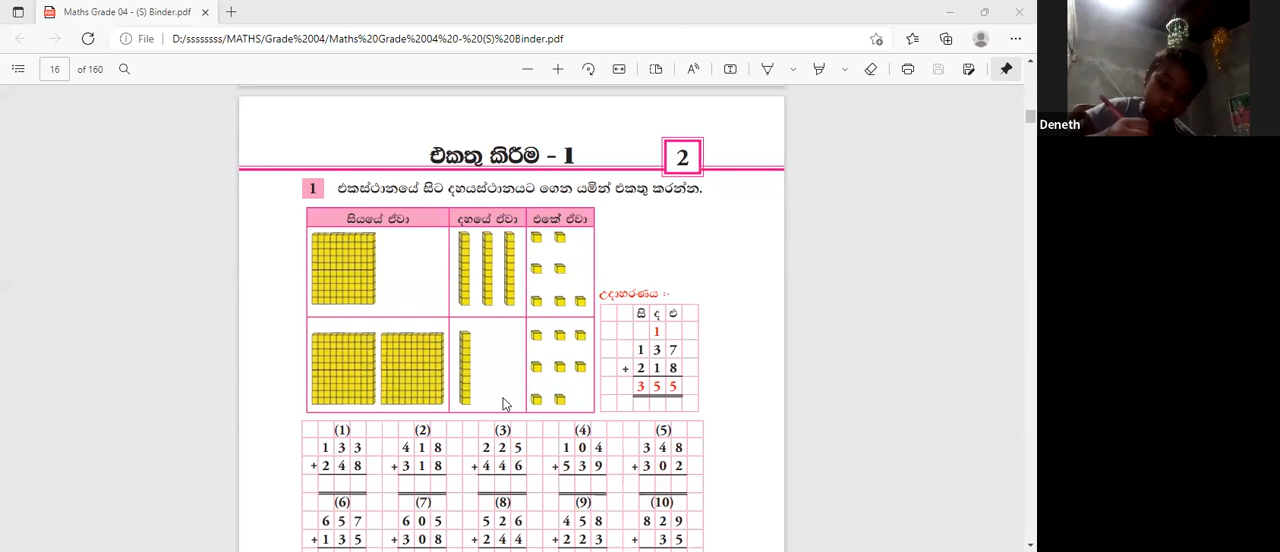 Maths Grade 04 - (S) Binder.pdf
File D:/ssssssss/MATHS/Grade%2004/Maths%20Grade%2004%20-%20(S)%20Binder.pdf
16 of 160
Deneth
එකතු කිරීම - 1 2
1 එකස්ථානයේ සිට දහයස්ථානයට ගෙන යමින් එකතු කරන්න.
සියයේ ඒවා දහයේ ඒවා එකේ ඒවා
උදාහරණය :-
සි ද එ
1
1 3 7
+ 2 1 8
3 5 5
(1) (2) (3) (4) (5)
1 3 3 4 1 8 2 2 5 1 0 4 3 4 8
+ 2 4 8 + 3 1 8 + 4 4 6 + 5 3 9 + 3 0 2
(6) (7) (8) (9) (10)
6 5 7 6 0 5 5 2 6 4 5 8 8 2 9
+ 1 3 5 + 3 0 8 + 2 4 4 + 2 2 3 + 3 5